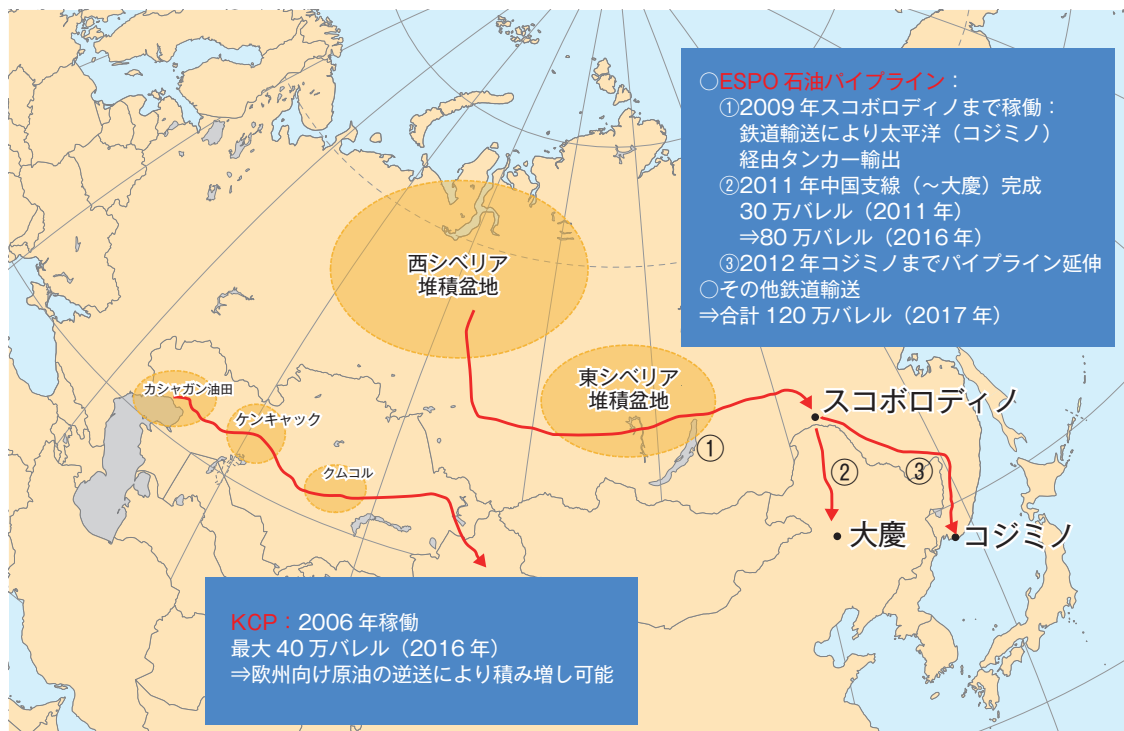 ○ESPO 石油パイプライン：
①2009 年スコボロディノまで稼働：
鉄道輸送により太平洋（コジミノ）
経由タンカー輸出
②2011 年中国支線（～大慶）完成
30 万バレル（2011 年）
⇒80 万バレル（2016 年）
③2012 年コジミノまでパイプライン延伸
○その他鉄道輸送
⇒合計 120 万バレル（2017 年）
西シベリア
堆積盆地
東シベリア
堆積盆地
カシャガン油田
ケンキャック
クムコル
スコボロディノ
①
②
③
大慶
コジミノ
KCP：2006 年稼働
最大 40 万バレル（2016 年）
⇒欧州向け原油の逆送により積み増し可能